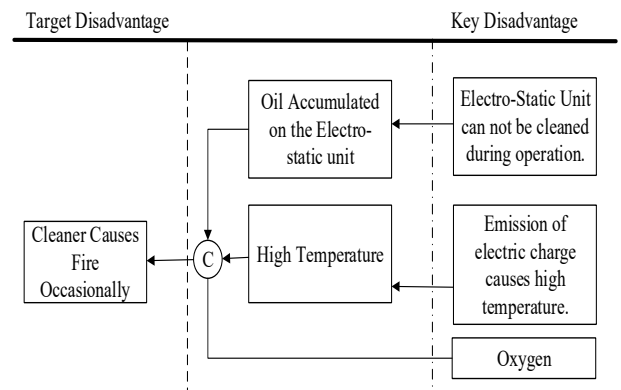 Target Disadvantage
Key Disadvantage
Oil Accumulated
on the Electro-
static unit
Electro-Static Unit
can not be cleaned
during operation.
Cleaner Causes
Fire
Occasionally
C
High Temperature
Emission of
electric charge
causes high
temperature.
Oxygen